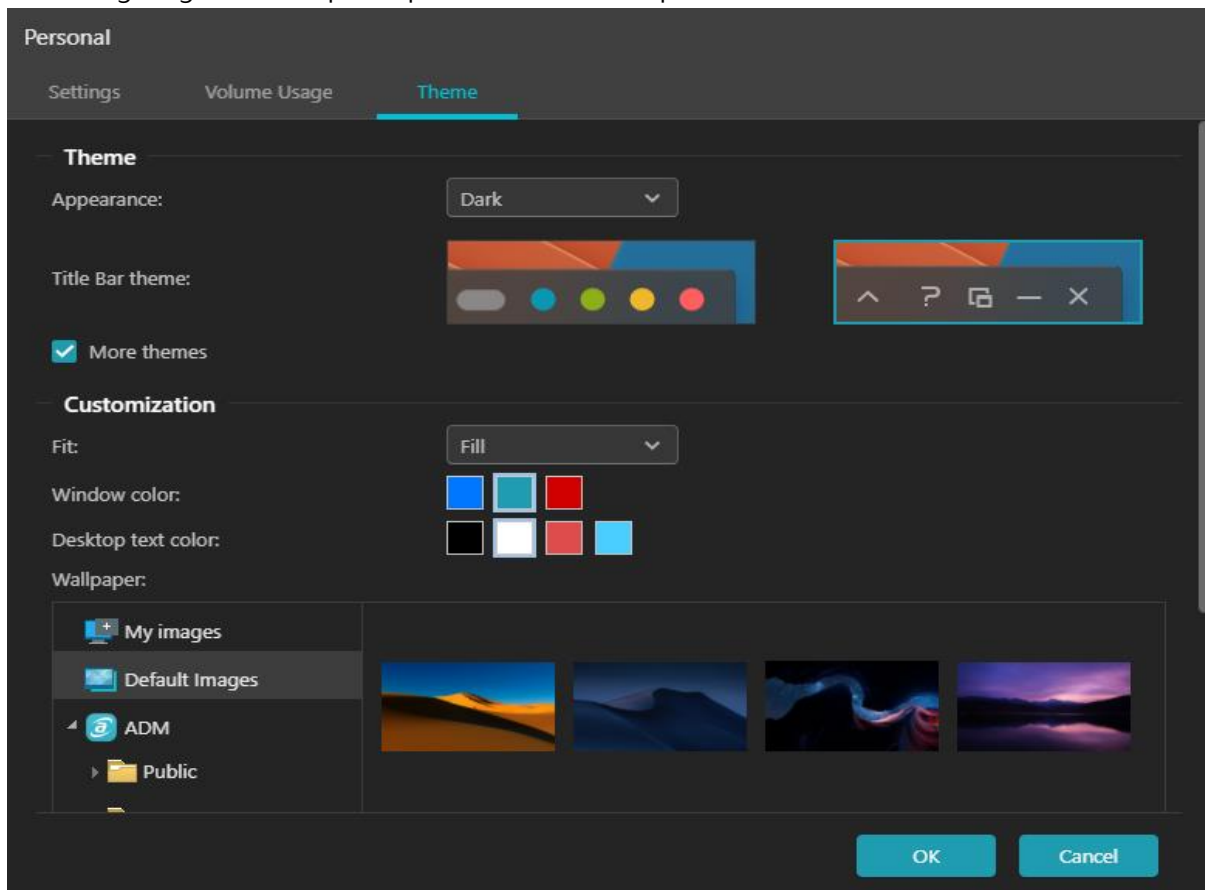 Personal
Settings Volume Usage Theme
Theme
Appearance: Dark
Title Bar theme:
More themes
Customization
Fit: Fill
Window color:
Desktop text color:
Wallpaper:
My images
Default Images
ADM
Public
OK Cancel